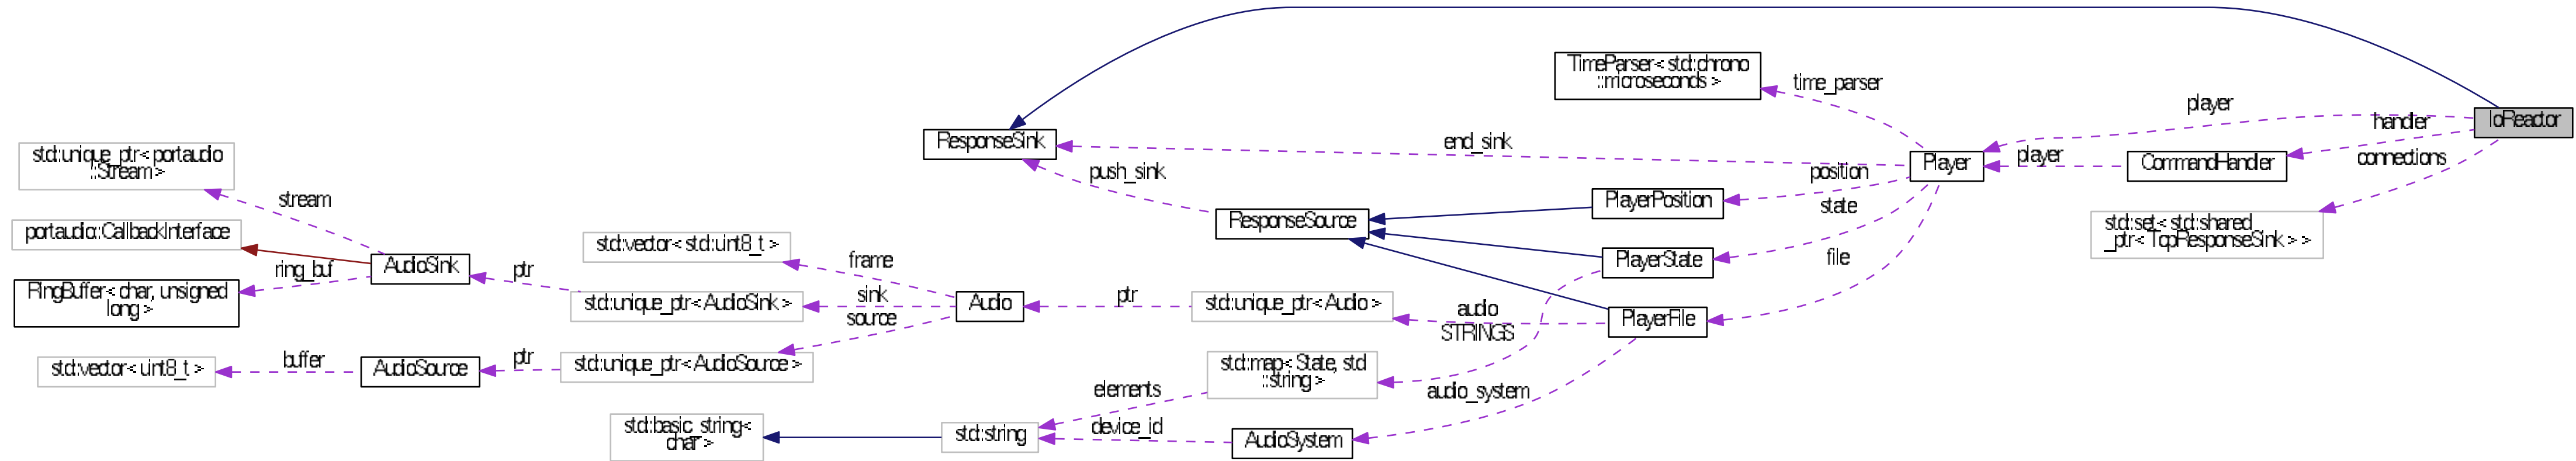 std::unique_ptr< portaudio
::Stream >
portaudio::CallbackInterface
RingBuffer< char, unsigned
long >
std::vector< uint8_t >
stream
ring_buf
buffer
AudioSink
AudioSource
ptr
ptr
std::vector< std::uint8_t >
std::unique_ptr< AudioSink >
std::unique_ptr< AudioSource >
std::basic_string<
char >
frame
sink
source
ResponseSink
Audio
std::string
push_sink
ptr
elements
device_id
ResponseSource
std::unique_ptr< Audio >
std::map< State, std
::string >
AudioSystem
end_sink
audio
STRINGS
audio_system
TimeParser< std::chrono
::microseconds >
PlayerPosition
PlayerState
PlayerFile
time_parser
position
state
file
Player
player
CommandHandler
std::set< std::shared
_ptr< TcpResponseSink > >
player
handler
connections
IoReactor